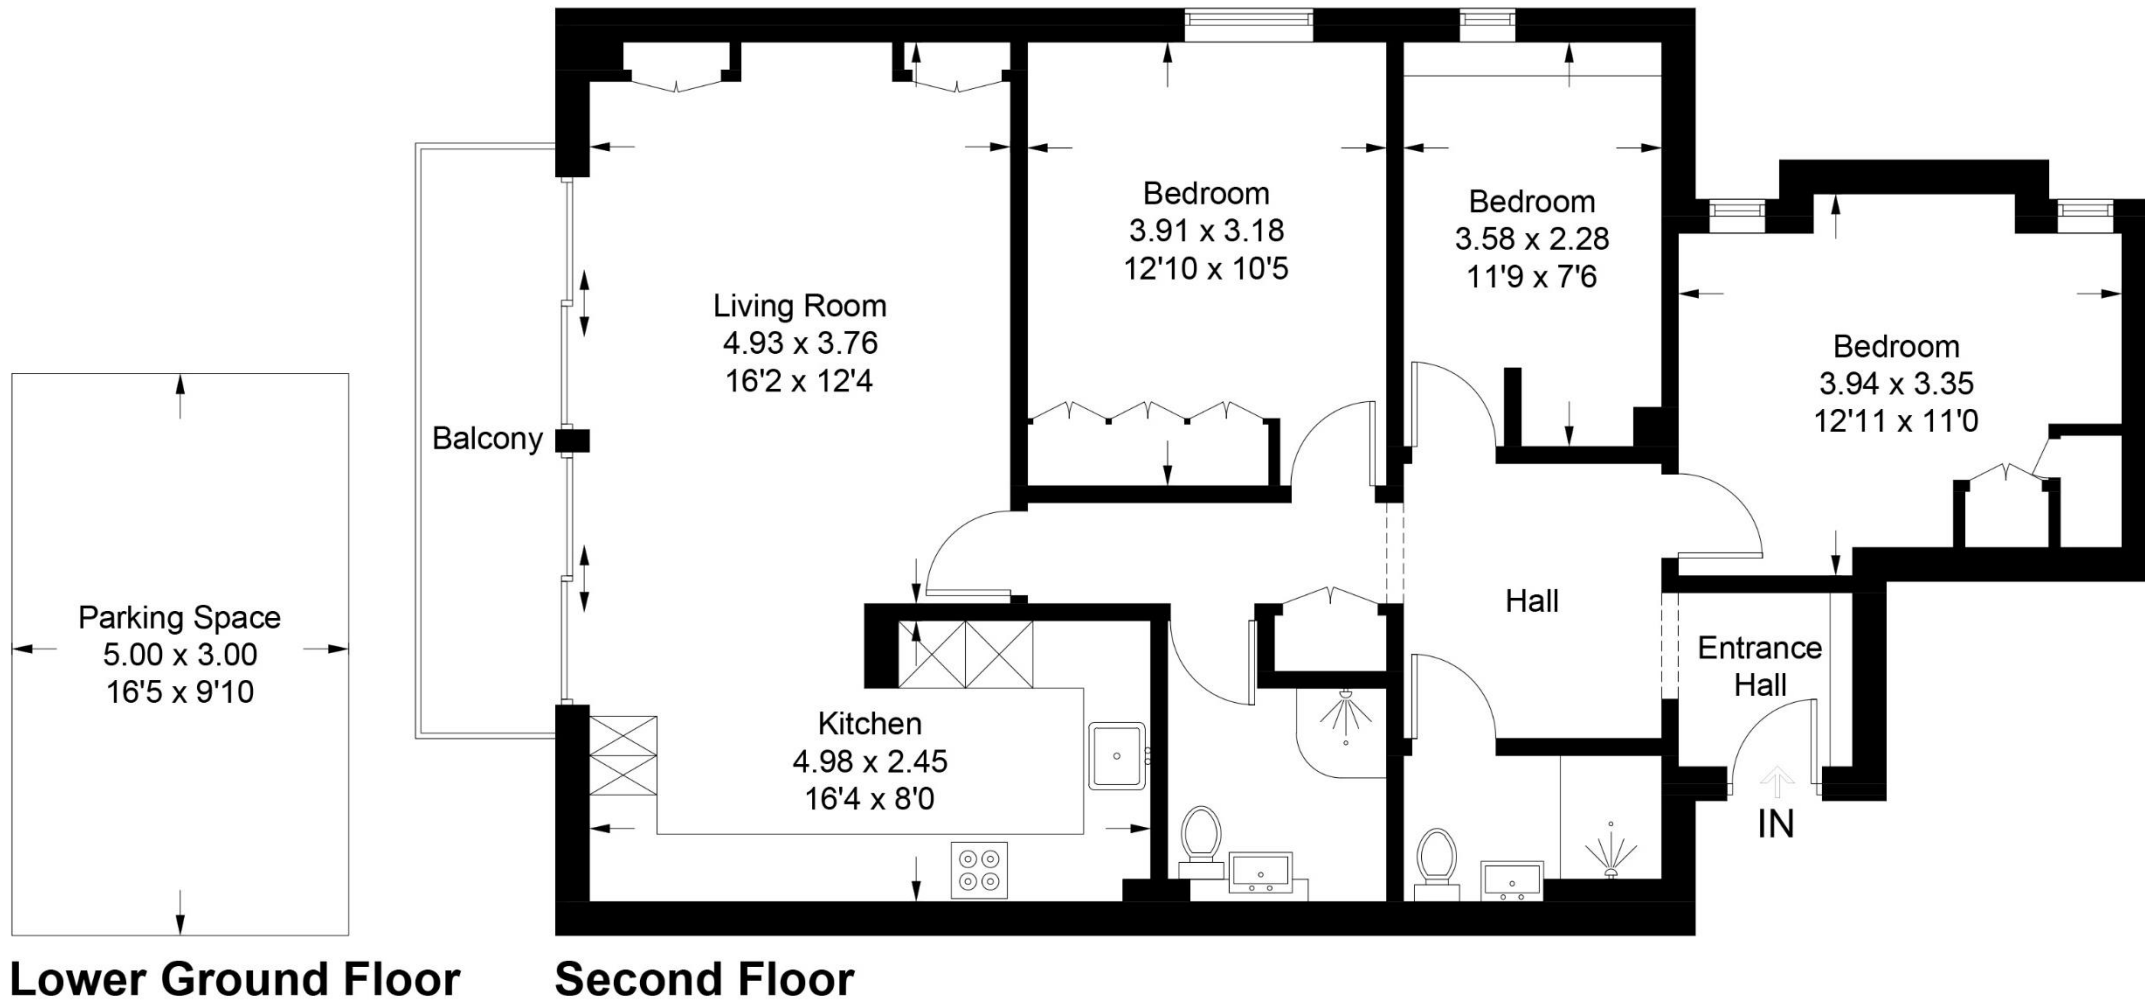 Bedroom
3.91 x 3.18
12'10 x 10'5
Bedroom
3.58 x 2.28
11'9 x 7'6
Living Room
4.93 x 3.76
16'2 x 12'4
Bedroom
3.94 x 3.35
12'11 x 11'0
Balcony
Parking Space
5.00 x 3.00
16'5 x 9'10
Hall
Entrance
Hall
Kitchen
4.98 x 2.45
16'4 x 8'0
IN
Lower Ground Floor
Second Floor